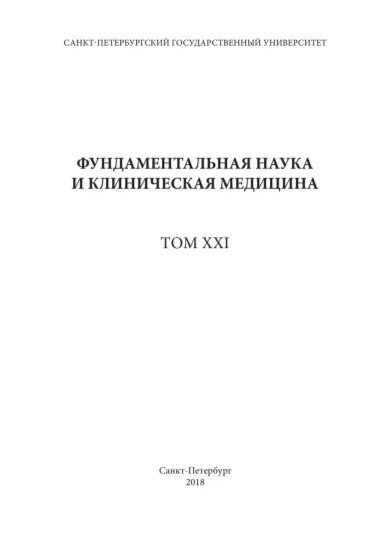 САНКТ-ПЕТЕРБУРГСКИЙ ГОСУДАРСТВЕННЫЙ УНИВЕРСИТЕТ
ФУНДАМЕНТАЛЬНАЯ НАУКА
И КЛИНИЧЕСКАЯ МЕДИЦИНА
ТОМ XXI
Санкт-Петербург
2018